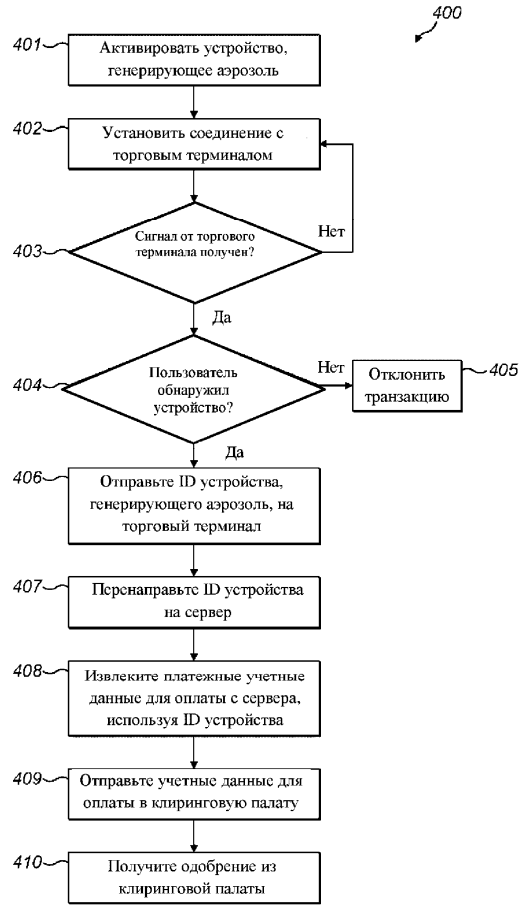 400
401
Активировать устройство,
генерирующее аэрозоль
402
Установить соединение с
торговым терминалом
403
Сигнал от торгового
терминала получен?
Нет
Да
404
Пользователь
обнаружил
устройство?
Нет
405
Отклонить
транзакцию
Да
406
Отправьте ID устройства,
генерирующего аэрозоль, на
торговый терминал
407
Перенаправьте ID устройства
на сервер
408
Извлеките платежные учетные
данные для оплаты с сервера,
используя ID устройства
409
Отправьте учетные данные для
оплаты в клиринговую палату
410
Получите одобрение из
клиринговой палаты